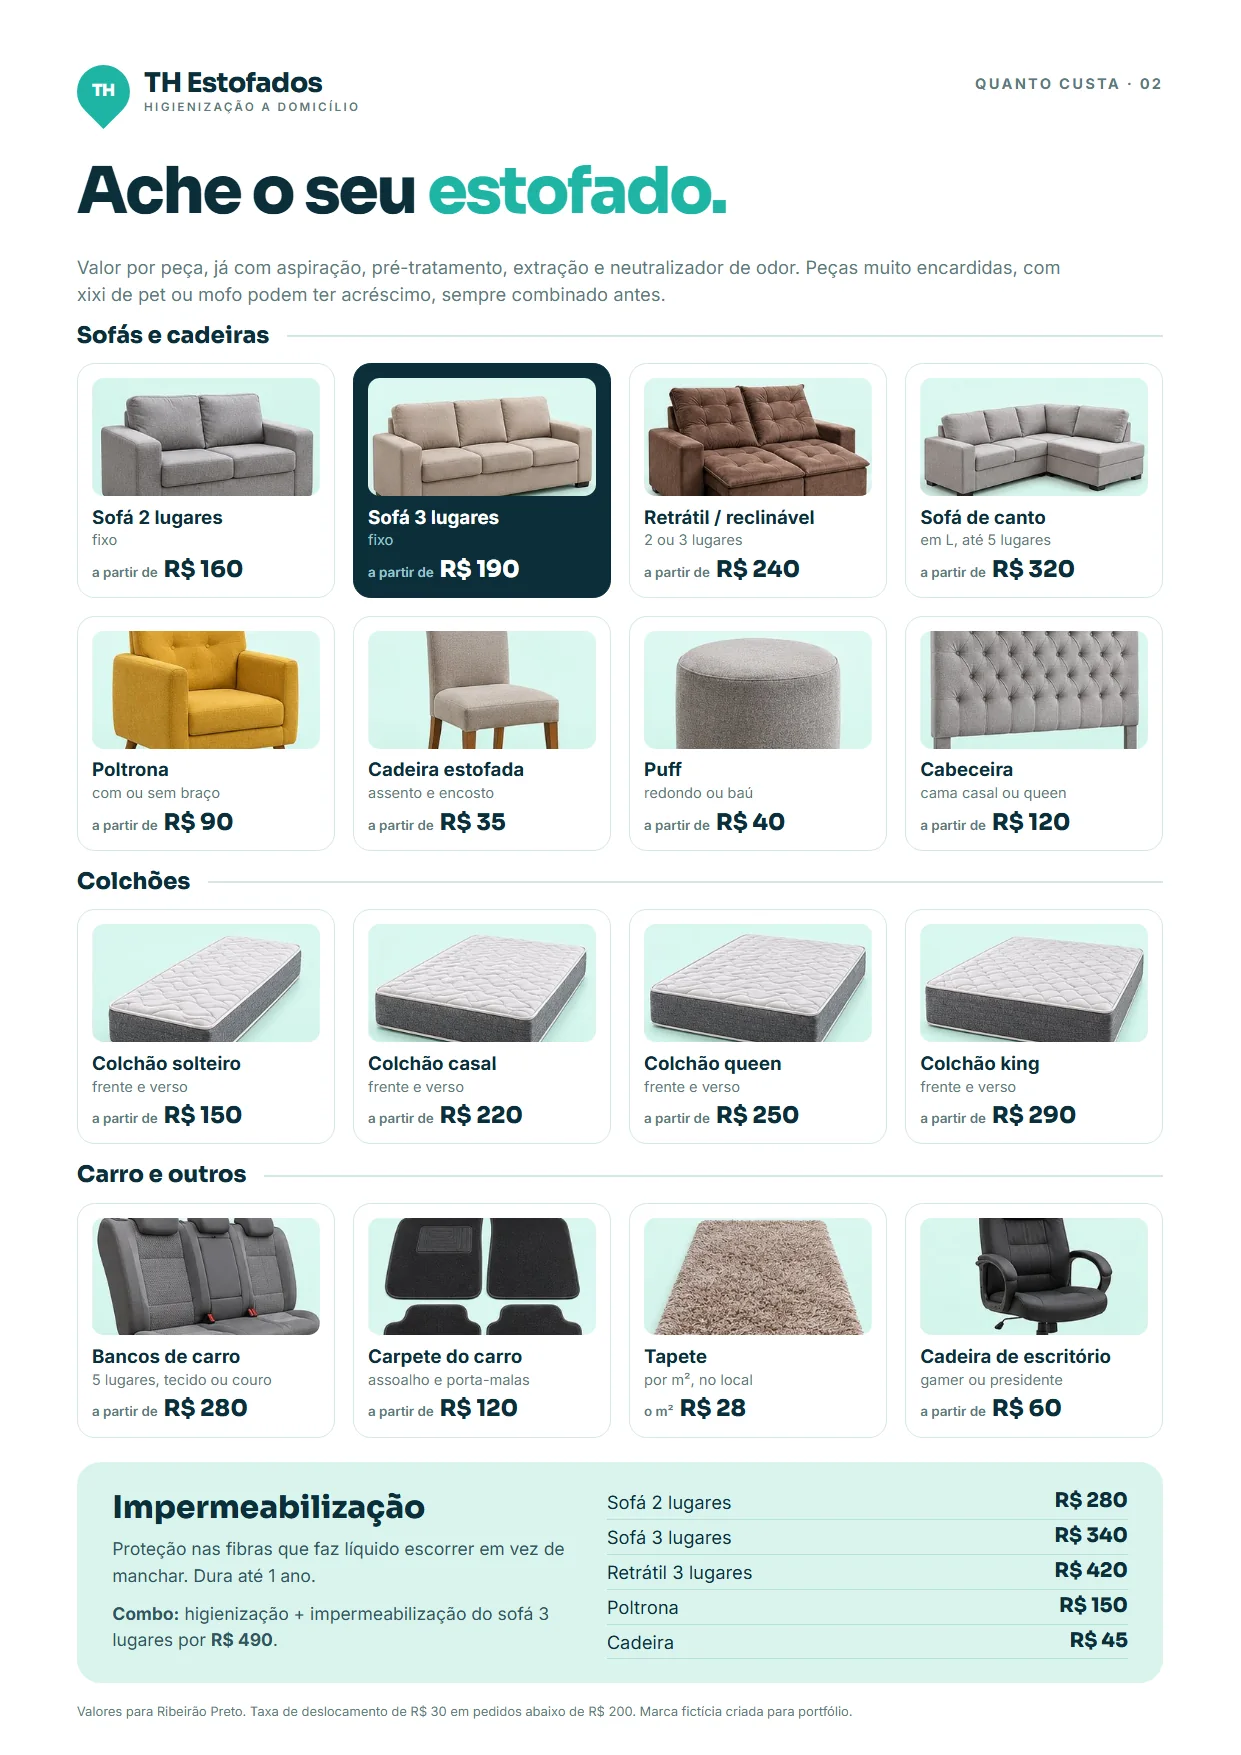 TH
TH Estofados
HIGIENIZAÇÃO A DOMICÍLIO
QUANTO CUSTA · 02
Ache o seu estofado.
Valor por peça, já com aspiração, pré-tratamento, extração e neutralizador de odor. Peças muito encardidas, com
xixi de pet ou mofo podem ter acréscimo, sempre combinado antes.
Sofás e cadeiras
Sofá 2 lugares
fixo
a partir de R$ 160
Sofá 3 lugares
fixo
a partir de R$ 190
Retrátil / reclinável
2 ou 3 lugares
a partir de R$ 240
Sofá de canto
em L, até 5 lugares
a partir de R$ 320
Poltrona
com ou sem braço
a partir de R$ 90
Cadeira estofada
assento e encosto
a partir de R$ 35
Puff
redondo ou baú
a partir de R$ 40
Cabeceira
cama casal ou queen
a partir de R$ 120
Colchões
Colchão solteiro
frente e verso
a partir de R$ 150
Colchão casal
frente e verso
a partir de R$ 220
Colchão queen
frente e verso
a partir de R$ 250
Colchão king
frente e verso
a partir de R$ 290
Carro e outros
Bancos de carro
5 lugares, tecido ou couro
a partir de R$ 280
Carpete do carro
assoalho e porta-malas
a partir de R$ 120
Tapete
por m², no local
o m² R$ 28
Cadeira de escritório
gamer ou presidente
a partir de R$ 60
Impermeabilização
Proteção nas fibras que faz líquido escorrer em vez de
manchar. Dura até 1 ano.
Combo: higienização + impermeabilização do sofá 3
lugares por R$ 490.
Sofá 2 lugares R$ 280
Sofá 3 lugares R$ 340
Retrátil 3 lugares R$ 420
Poltrona R$ 150
Cadeira R$ 45
Valores para Ribeirão Preto. Taxa de deslocamento de R$ 30 em pedidos abaixo de R$ 200. Marca fictícia criada para portfólio.